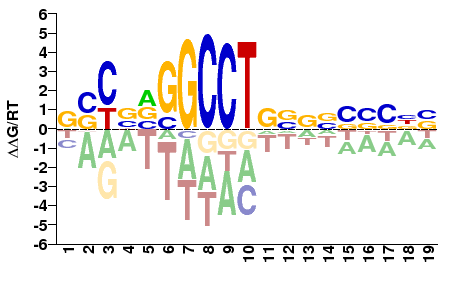 6
5
4
3
2
1
0
-1
-2
-3
-4
-5
-6
ΔΔG/RT
1 2 3 4 5 6 7 8 9 10 11 12 13 14 15 16 17 18 19
G C C G A G G C C T G G G G C C C C C
G T G C C C G C G G G T G
T A A A T A C G G G A A T A T T A A A A
C G T A T A T A T T T A A A A
T T A C